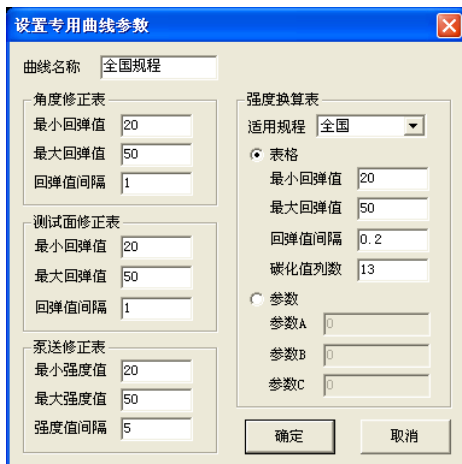 设置专用曲线参数
曲线名称 全国规程
角度修正表
最小回弹值 20
最大回弹值 50
回弹值间隔 1
测试面修正表
最小回弹值 20
最大回弹值 50
回弹值间隔 1
泵送修正表
最小强度值 20
最大强度值 50
强度值间隔 5
强度换算表
适用规程 全国
表格
最小回弹值 20
最大回弹值 50
回弹值间隔 0.2
碳化值列数 13
参数
参数A 0
参数B 0
参数C 0
确定 取消